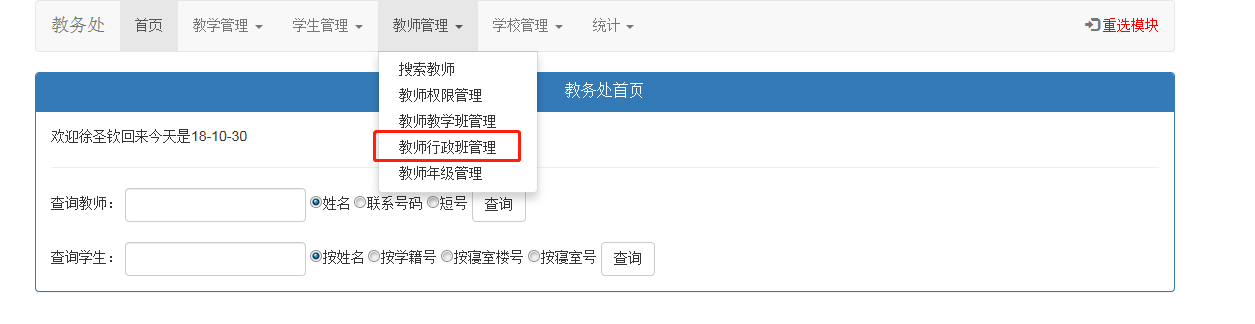 教务处 首页 教学管理 学生管理 教师管理 学校管理 统计 重选模块
搜索教师
教师权限管理
教师教学班管理
教师行政班管理
教师年级管理
教务处首页
欢迎徐圣钦回来今天是18-10-30
查询教师： 姓名 联系号码 短号 查询
查询学生： 按姓名 按学籍号 按寝室楼号 按寝室号 查询